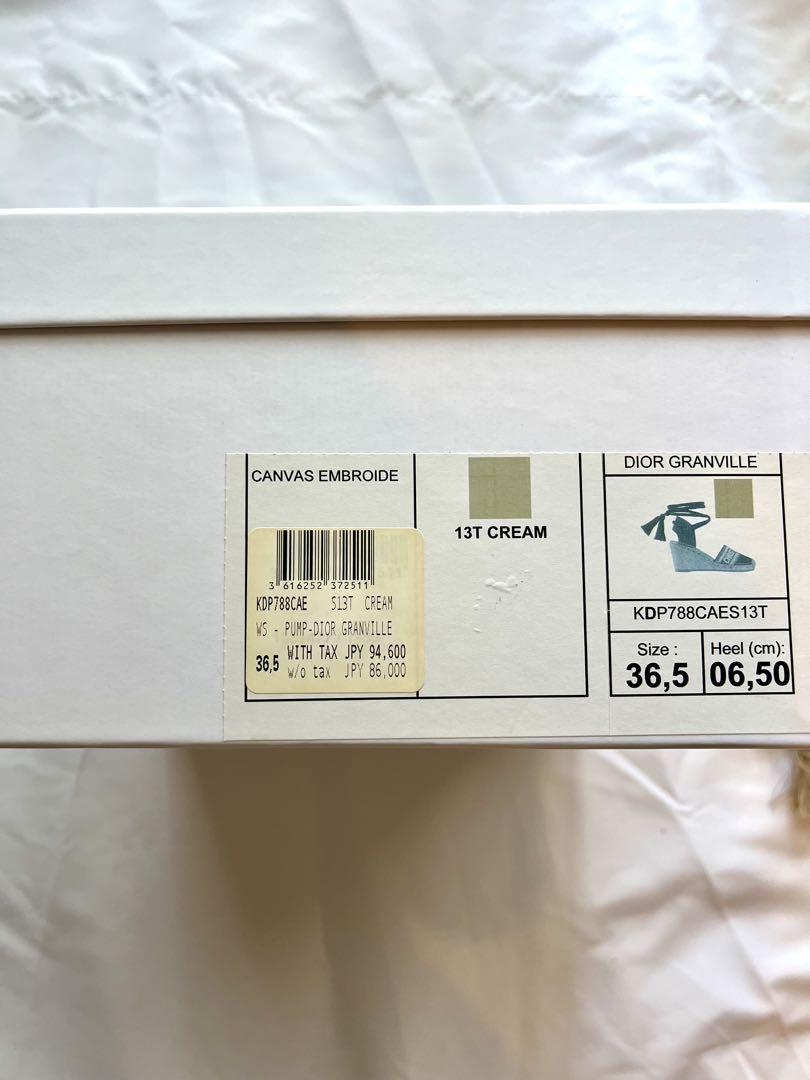 CANVAS EMBROIDE
13T CREAM
3 616252 372511
KDP788CAE S13T CREAM
WS - PUMP-DIOR GRANVILLE
36,5 WITH TAX JPY 94,600
w/o tax JPY 86,000
DIOR GRANVILLE
KDP788CAES13T
Size : Heel (cm):
36,5 06,50